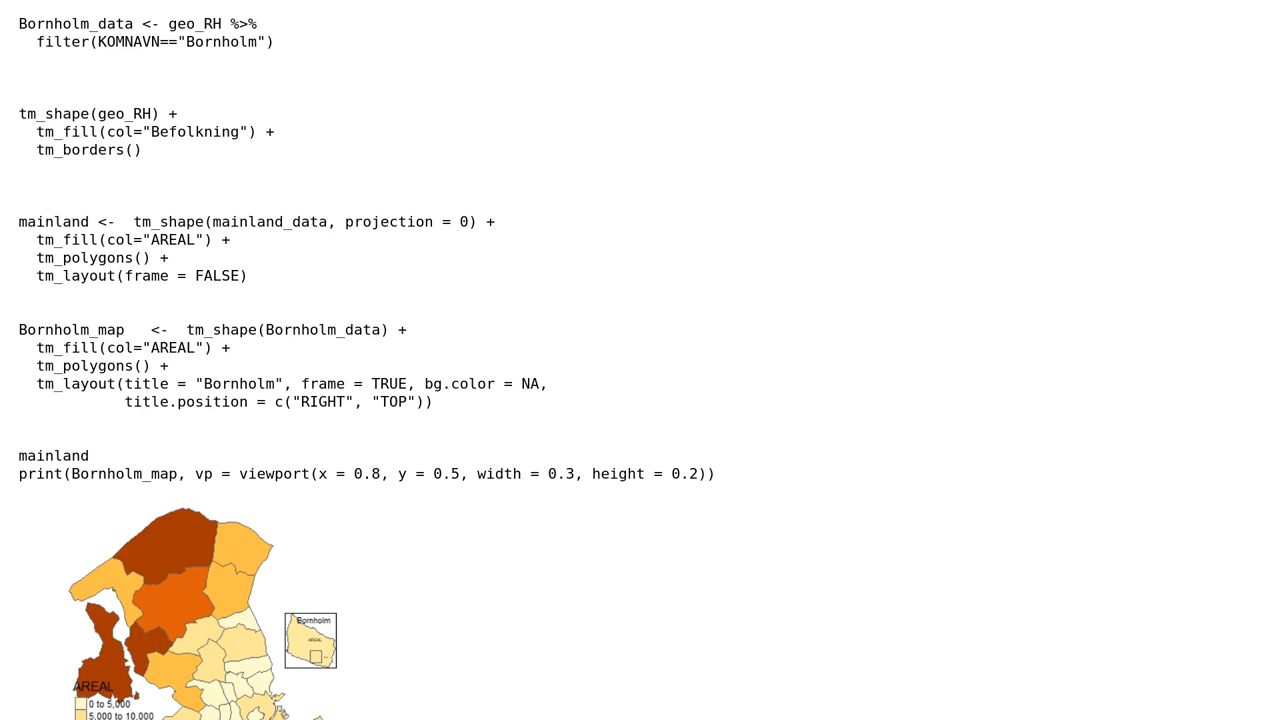 Bornholm_data <- geo_RH %>%
  filter(KOMNAVN=="Bornholm")
tm_shape(geo_RH) +
  tm_fill(col="Befolkning") +
  tm_borders()
mainland <-  tm_shape(mainland_data, projection = 0) +
  tm_fill(col="AREAL") +
  tm_polygons() +
  tm_layout(frame = FALSE)
Bornholm_map   <-  tm_shape(Bornholm_data) +
  tm_fill(col="AREAL") +
  tm_polygons() +
  tm_layout(title = "Bornholm", frame = TRUE, bg.color = NA,
            title.position = c("RIGHT", "TOP"))
mainland
print(Bornholm_map, vp = viewport(x = 0.8, y = 0.5, width = 0.3, height = 0.2))
Bornholm
AREAL
AREAL
0 to 5,000
5,000 to 10,000